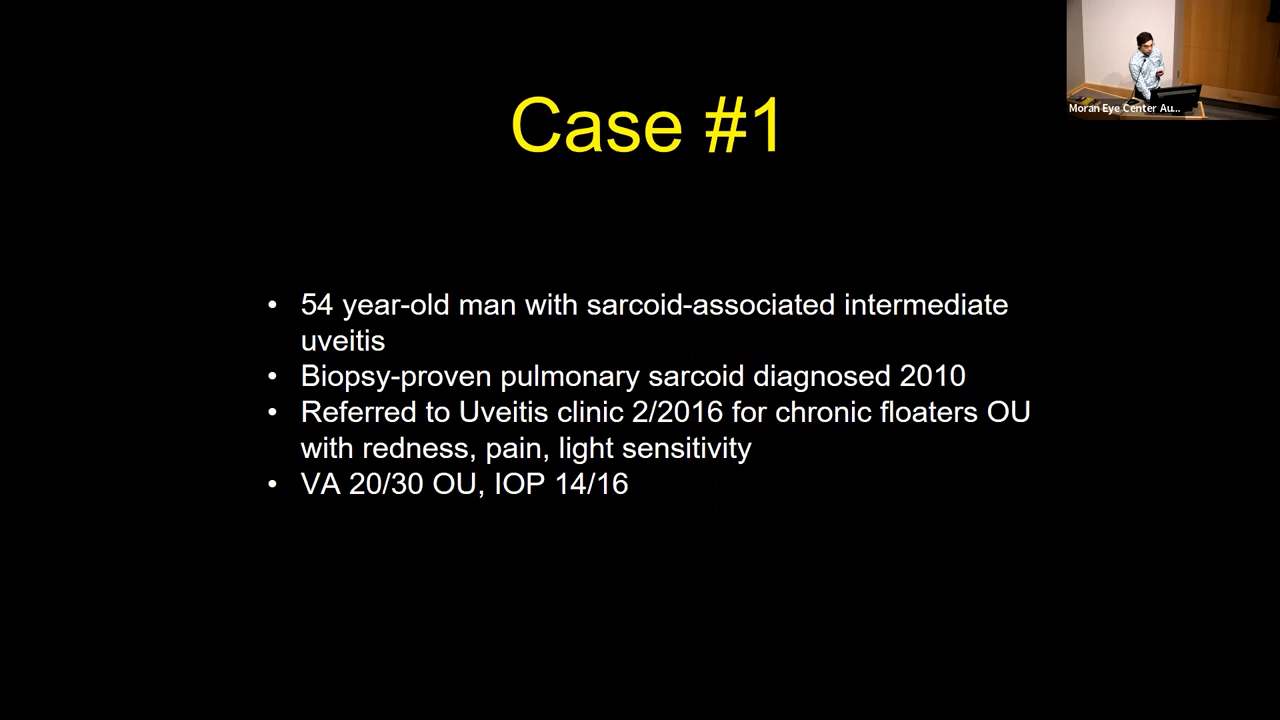 Case #1
Moran Eye Center Au...
• 54 year-old man with sarcoid-associated intermediate
uveitis
• Biopsy-proven pulmonary sarcoid diagnosed 2010
• Referred to Uveitis clinic 2/2016 for chronic floaters OU
with redness, pain, light sensitivity
• VA 20/30 OU, IOP 14/16